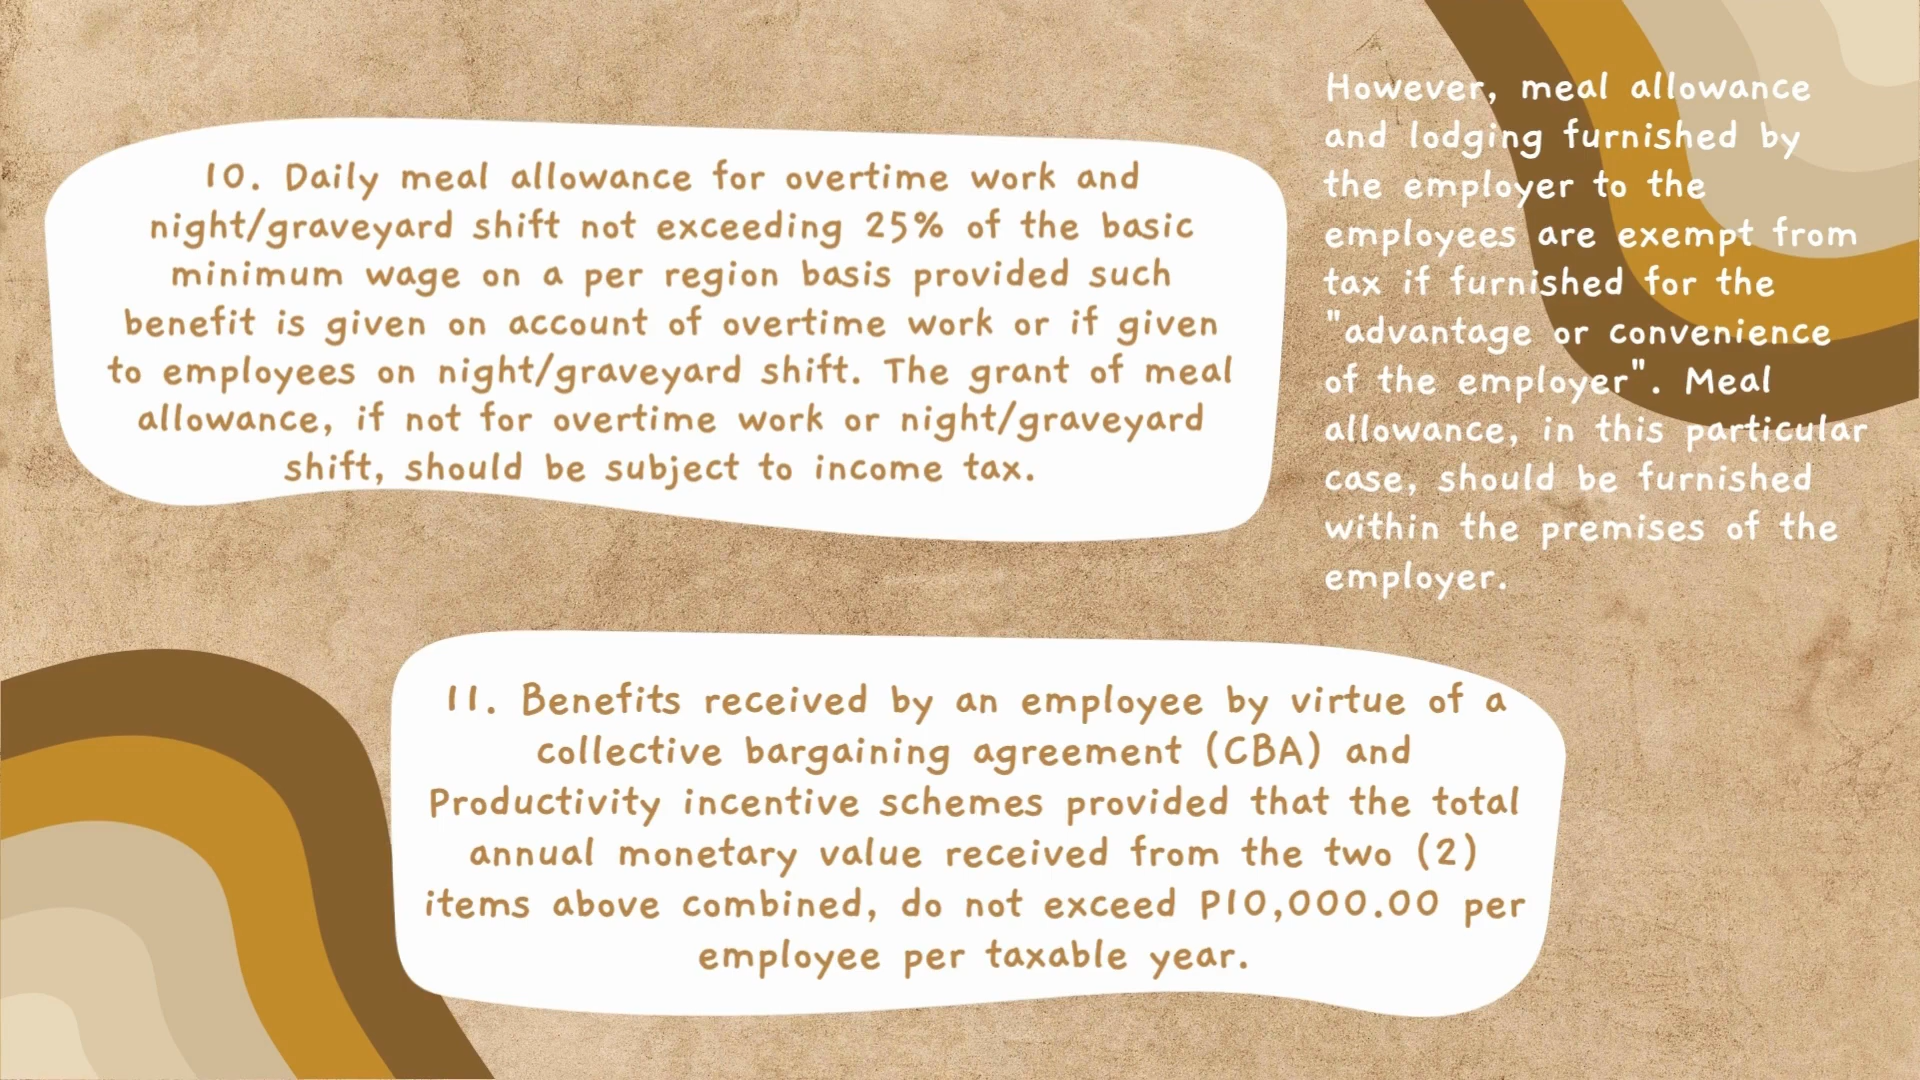 10. Daily meal allowance for overtime work and
night/graveyard shift not exceeding 25% of the basic
minimum wage on a per region basis provided such
benefit is given on account of overtime work or if given
to employees on night/graveyard shift. The grant of meal
allowance, if not for overtime work or night/graveyard
shift, should be subject to income tax.
However, meal allowance
and lodging furnished by
the employer to the
employees are exempt from
tax if furnished for the
"advantage or convenience
of the employer". Meal
allowance, in this particular
case, should be furnished
within the premises of the
employer.
11. Benefits received by an employee by virtue of a
collective bargaining agreement (CBA) and
Productivity incentive schemes provided that the total
annual monetary value received from the two (2)
items above combined, do not exceed P10,000.00 per
employee per taxable year.